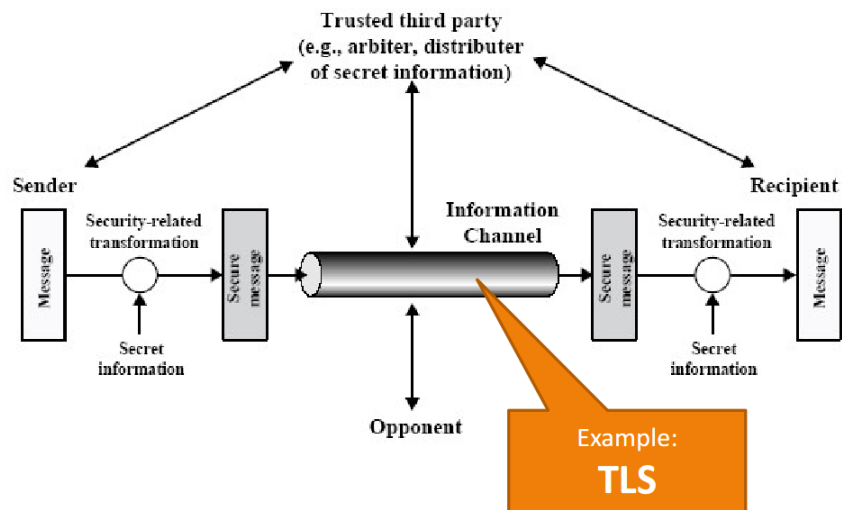 Trusted third party
(e.g., arbiter, distributer
of secret information)
Sender
Recipient
Information
Channel
Security-related
transformation
Security-related
transformation
Message
Secure
message
Secure
message
Message
Secret
information
Secret
information
Opponent
Example:
TLS